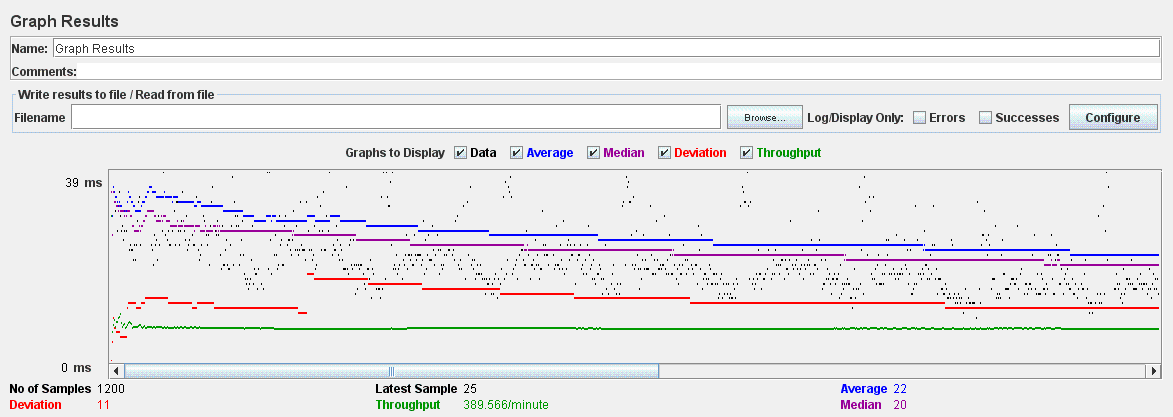 Graph Results
Name: Graph Results
Comments:
Write results to file / Read from file
Filename Browse... Log/Display Only: Errors Successes Configure
Graphs to Display Data Average Median Deviation Throughput
39 ms
0 ms
No of Samples 1200 Latest Sample 25 Average 22
Deviation 11 Throughput 389.566/minute Median 20